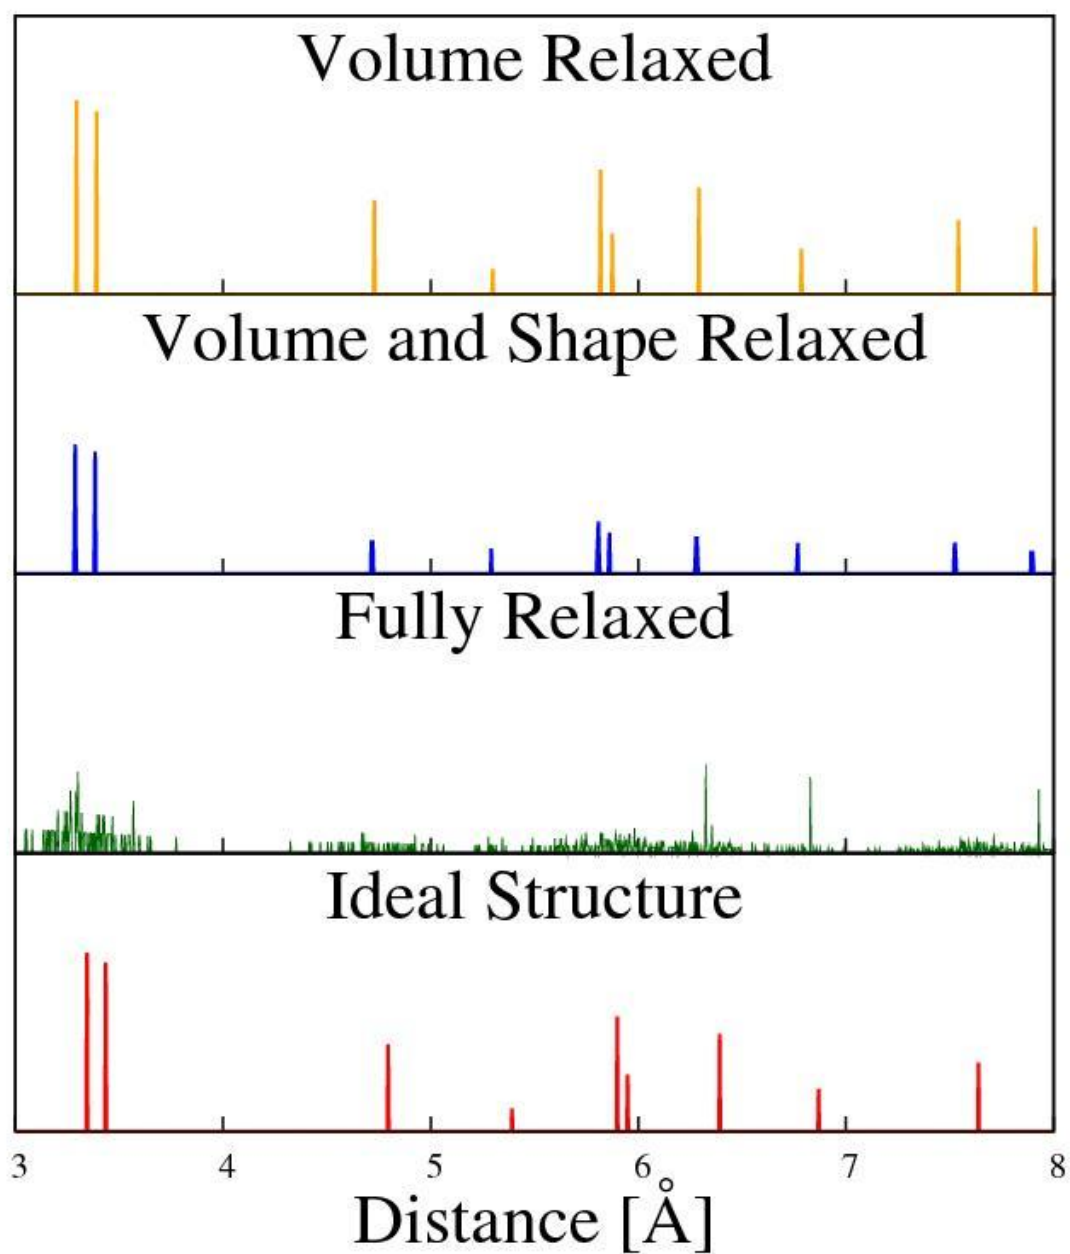 Volume Relaxed
Volume and Shape Relaxed
Fully Relaxed
Ideal Structure
3 4 5 6 7 8
Distance [Å]